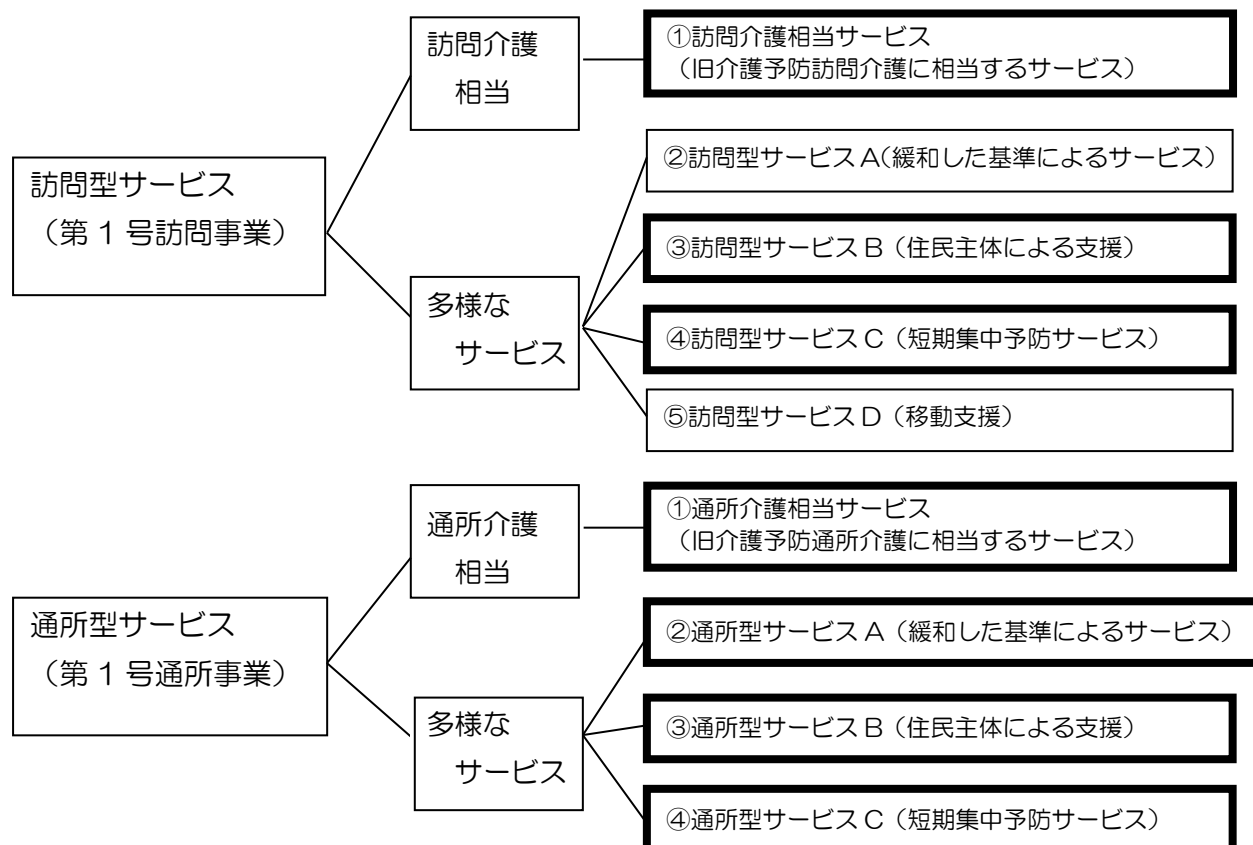 訪問型サービス
（第 1 号訪問事業）
訪問介護
相当
①訪問介護相当サービス
（旧介護予防訪問介護に相当するサービス）
多様な
サービス
②訪問型サービス A（緩和した基準によるサービス）
③訪問型サービス B（住民主体による支援）
④訪問型サービス C（短期集中予防サービス）
⑤訪問型サービス D（移動支援）
通所型サービス
（第 1 号通所事業）
通所介護
相当
①通所介護相当サービス
（旧介護予防通所介護に相当するサービス）
多様な
サービス
②通所型サービス A（緩和した基準によるサービス）
③通所型サービス B（住民主体による支援）
④通所型サービス C（短期集中予防サービス）